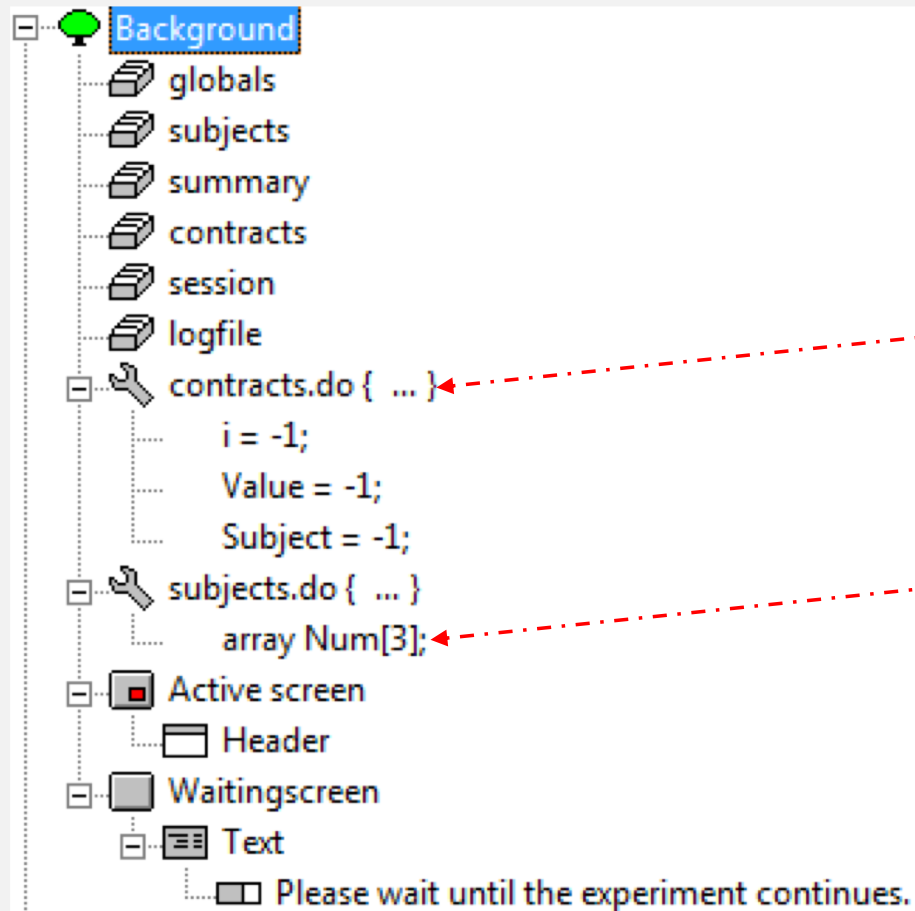 Background
globals
subjects
summary
contracts
session
logfile
contracts.do { ... }
i = -1;
Value = -1;
Subject = -1;
subjects.do { ... }
array Num[3];
Active screen
Header
Waitingscreen
Text
Please wait until the experiment continues.